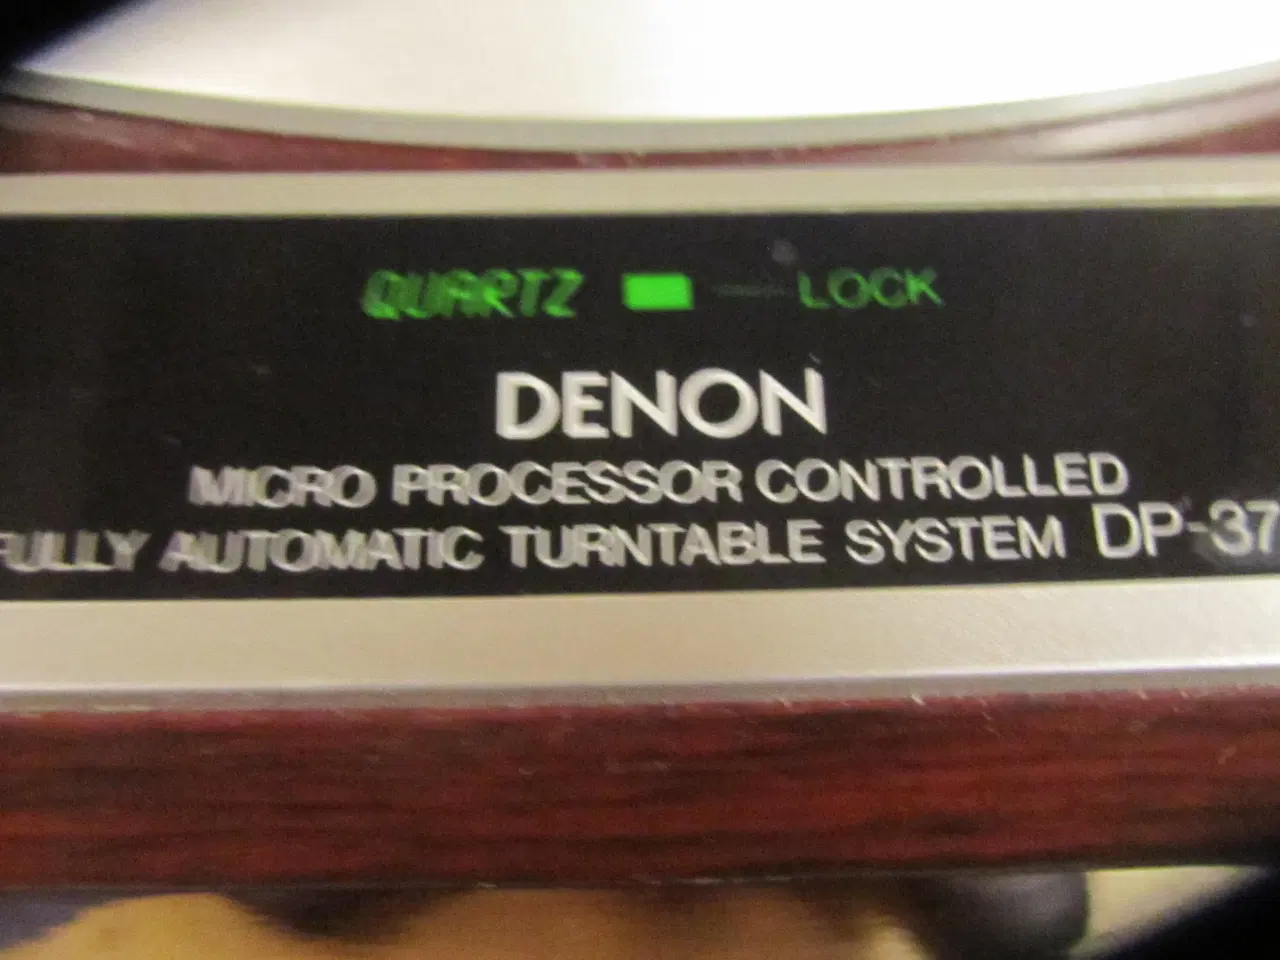 QUARTZ LOCK
DENON
MICRO PROCESSOR CONTROLLED
FULLY AUTOMATIC TURNTABLE SYSTEM DP-37